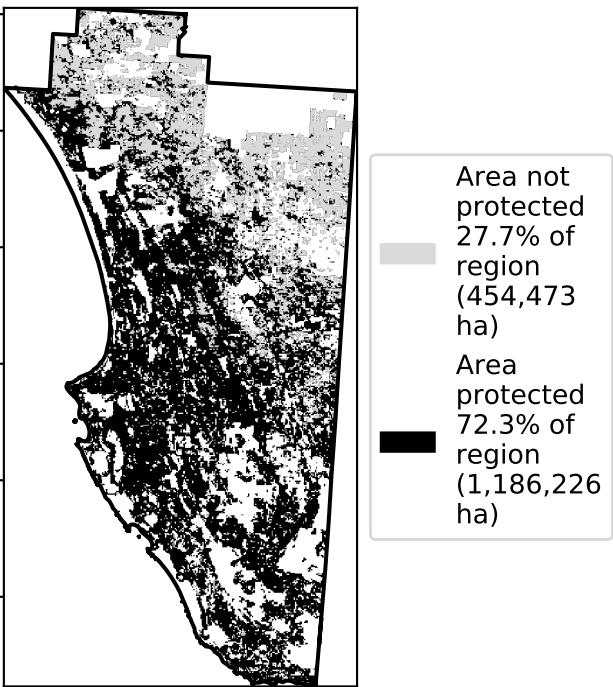 Area not
protected
27.7% of
region
(454,473
ha)
Area
protected
72.3% of
region
(1,186,226
ha)